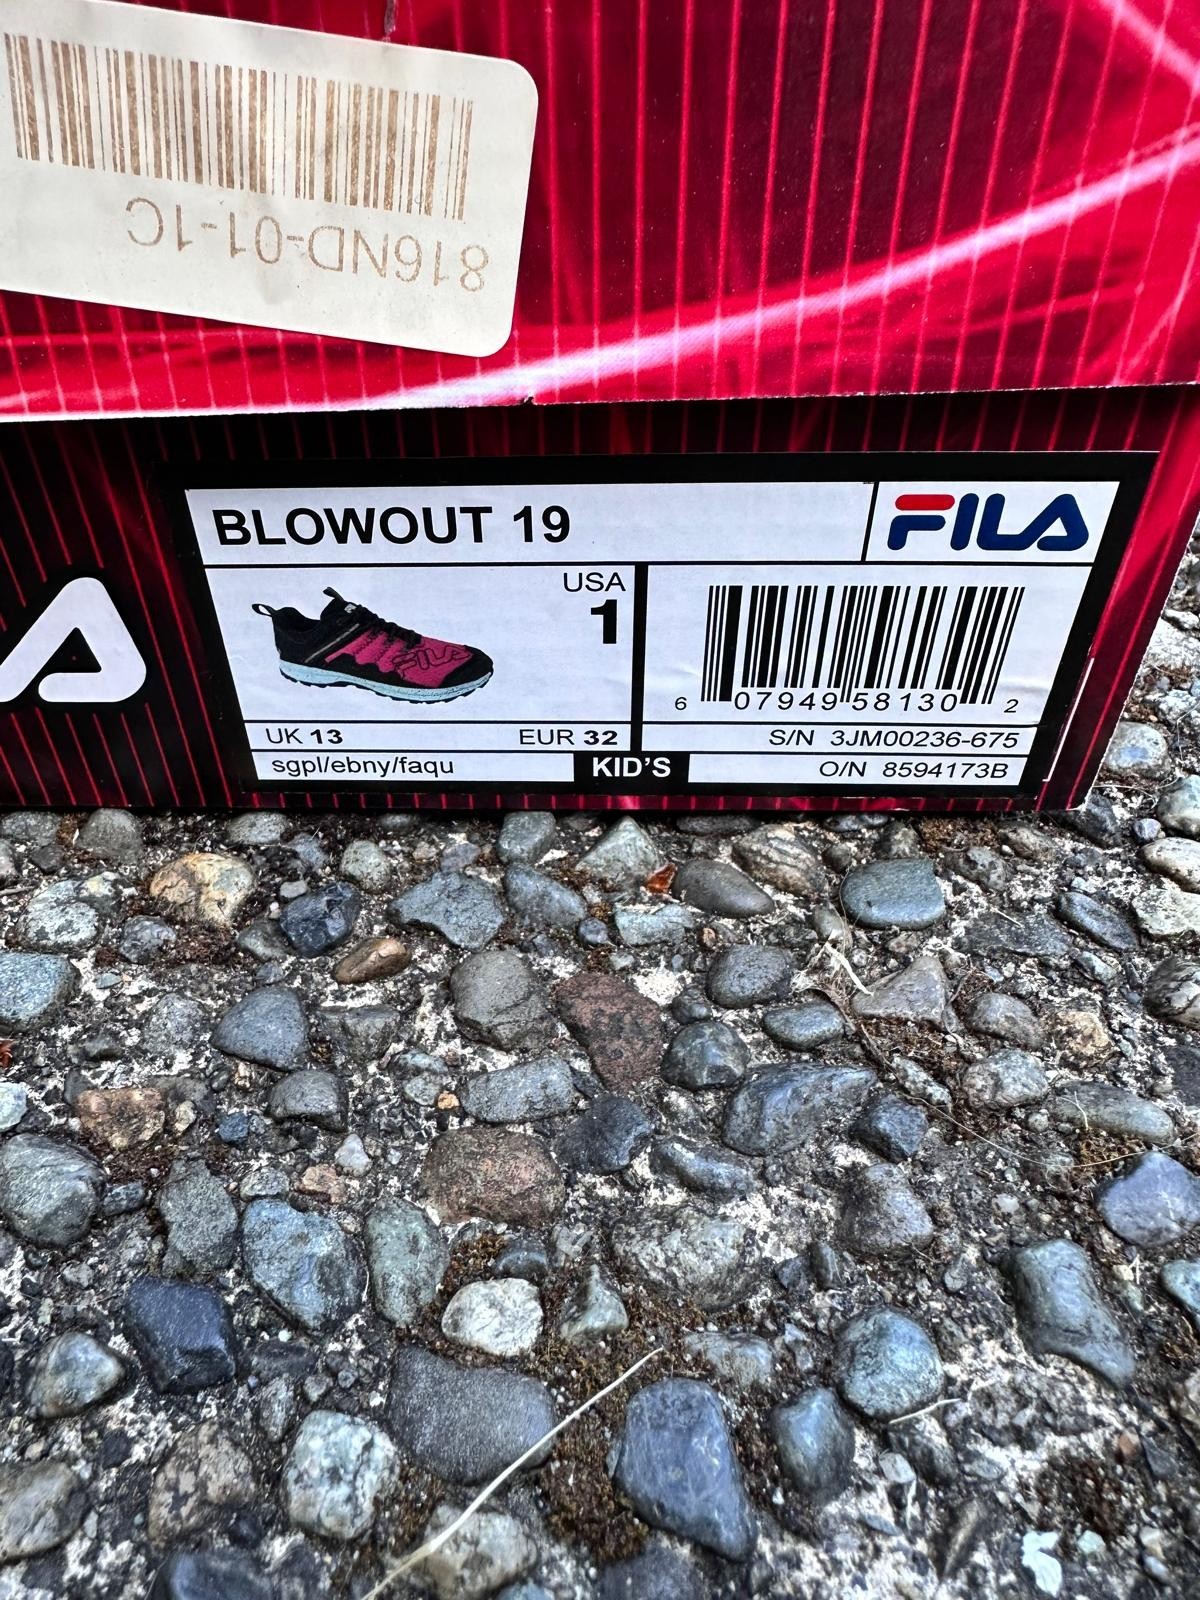 816ND-01-1C
BLOWOUT 19
FILA
USA
1
FILA
6 07949 58130 2
UK 13
EUR 32
S/N 3JM00236-675
sgpl/ebny/faqu
KID'S
O/N 8594173B
A